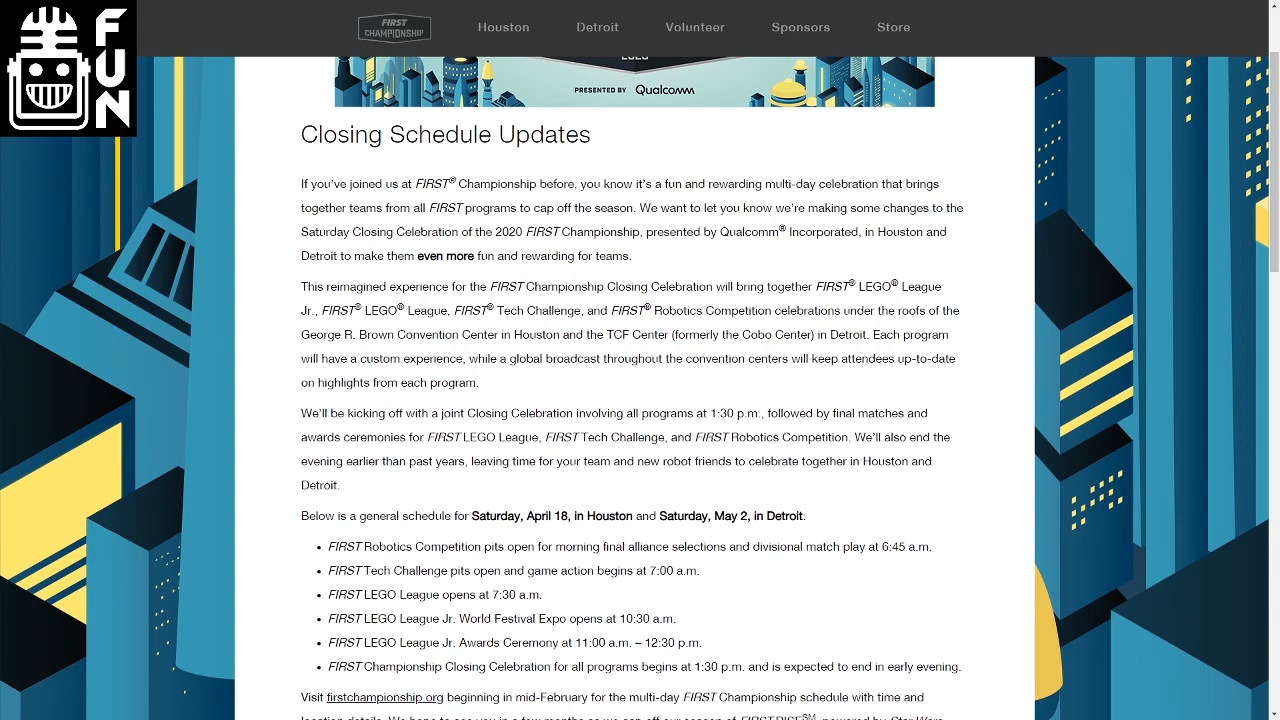 FUN
FIRST
CHAMPIONSHIP
Houston
Detroit
Volunteer
Sponsors
Store
PRESENTED BY Qualcomm
Closing Schedule Updates
If you've joined us at FIRST® Championship before, you know it's a fun and rewarding multi-day celebration that brings
together teams from all FIRST programs to cap off the season. We want to let you know we're making some changes to the
Saturday Closing Celebration of the 2020 FIRST Championship, presented by Qualcomm® Incorporated, in Houston and
Detroit to make them even more fun and rewarding for teams.
This reimagined experience for the FIRST Championship Closing Celebration will bring together FIRST® LEGO® League
Jr., FIRST® LEGO® League, FIRST® Tech Challenge, and FIRST® Robotics Competition celebrations under the roofs of the
George R. Brown Convention Center in Houston and the TCF Center (formerly the Cobo Center) in Detroit. Each program
will have a custom experience, while a global broadcast throughout the convention centers will keep attendees up-to-date
on highlights from each program.
We'll be kicking off with a joint Closing Celebration involving all programs at 1:30 p.m., followed by final matches and
awards ceremonies for FIRST LEGO League, FIRST Tech Challenge, and FIRST Robotics Competition. We'll also end the
evening earlier than past years, leaving time for your team and new robot friends to celebrate together in Houston and
Detroit.
Below is a general schedule for Saturday, April 18, in Houston and Saturday, May 2, in Detroit:
• FIRST Robotics Competition pits open for morning final alliance selections and divisional match play at 6:45 a.m.
• FIRST Tech Challenge pits open and game action begins at 7:00 a.m.
• FIRST LEGO League opens at 7:30 a.m.
• FIRST LEGO League Jr. World Festival Expo opens at 10:30 a.m.
• FIRST LEGO League Jr. Awards Ceremony at 11:00 a.m. – 12:30 p.m.
• FIRST Championship Closing Celebration for all programs begins at 1:30 p.m. and is expected to end in early evening.
Visit firstchampionship.org beginning in mid-February for the multi-day FIRST Championship schedule with time and